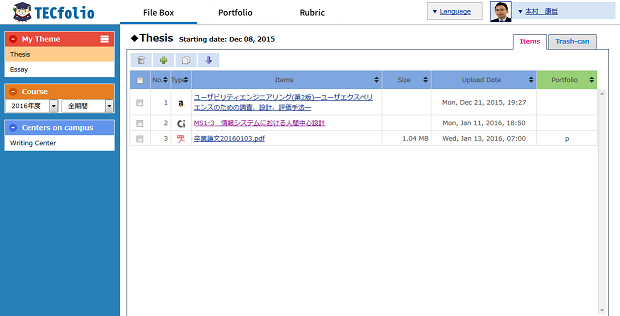 TECfolio
File Box
Portfolio
Rubric
▼ Language
▼ 本村 康哲
My Theme
Thesis
Essay
Course
2016年度
全期間
Centers on campus
Writing Center
◆Thesis Starting date: Dec 08, 2015
Items
Trash-can
No. Type Items Size Upload Date Portfolio
1 a ユーザビリティエンジニアリング(第2版)―ユーザエクスペリ
エンスのための調査、設計、評価手法― Mon, Dec 21, 2015, 19:27
2 Ci MS1-3 情報システムにおける人間中心設計 Mon, Jan 11, 2016, 18:50
3 卒業論文20160103.pdf 1.04 MB Wed, Jan 13, 2016, 07:00 p